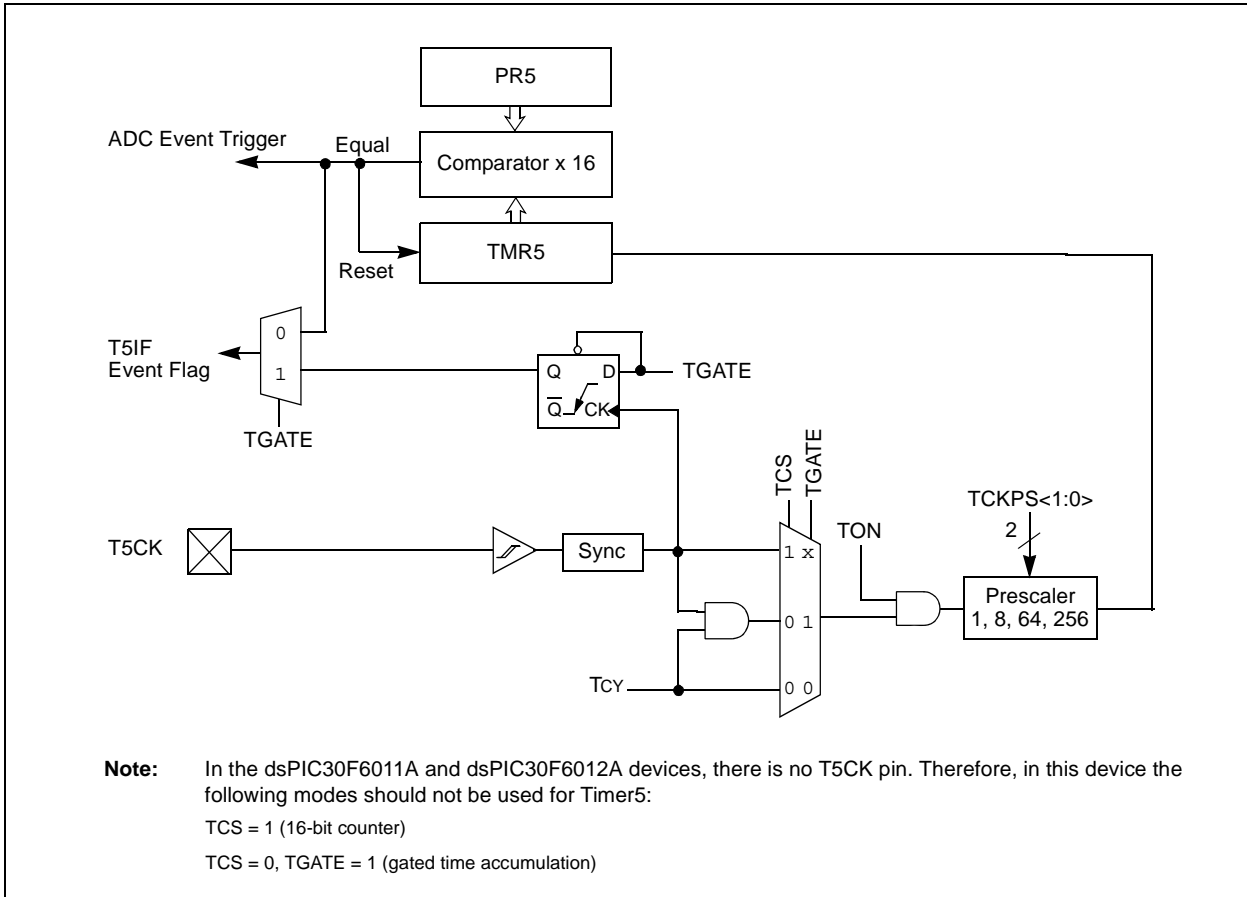 PR5
ADC Event Trigger
Equal
Comparator x 16
TMR5
Reset
0
T5IF
Event Flag
1
Q D
TGATE
Q CK
TGATE
TCS
TGATE
TCKPS<1:0>
2
TON
T5CK
Sync
1 x
Prescaler
1, 8, 64, 256
0 1
TCY
0 0
Note: In the dsPIC30F6011A and dsPIC30F6012A devices, there is no T5CK pin. Therefore, in this device the
following modes should not be used for Timer5:
TCS = 1 (16-bit counter)
TCS = 0, TGATE = 1 (gated time accumulation)